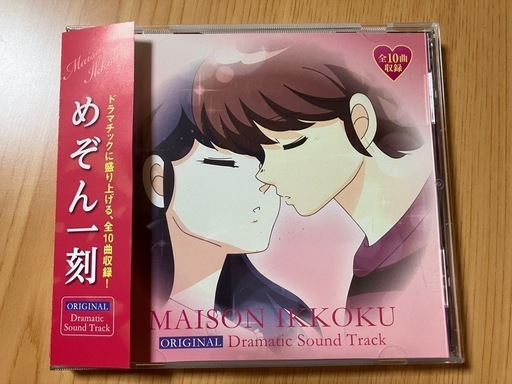 Maison
Ikkoku
めぞん一刻
ドラマチックに盛り上げる、全10曲収録！
ORIGINAL
Dramatic
Sound Track
全10曲
収録
MAISON IKKOKU
ORIGINAL Dramatic Sound Track